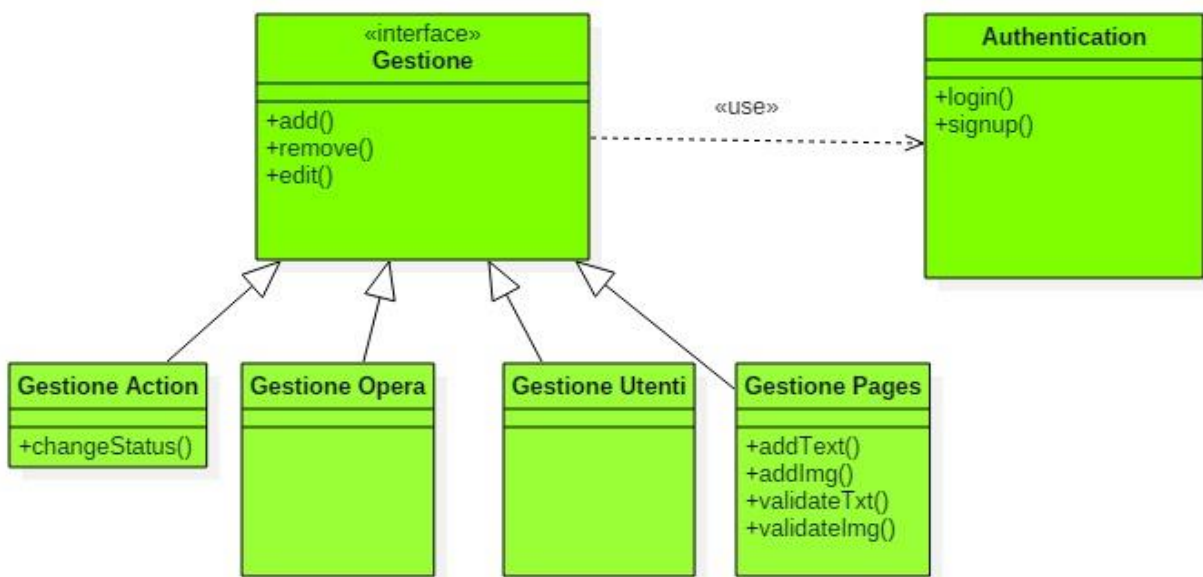 «interface»
Gestione
+add()
+remove()
+edit()
«use»
Authentication
+login()
+signup()
Gestione Action
+changeStatus()
Gestione Opera
Gestione Utenti
Gestione Pages
+addText()
+addImg()
+validateTxt()
+validateImg()